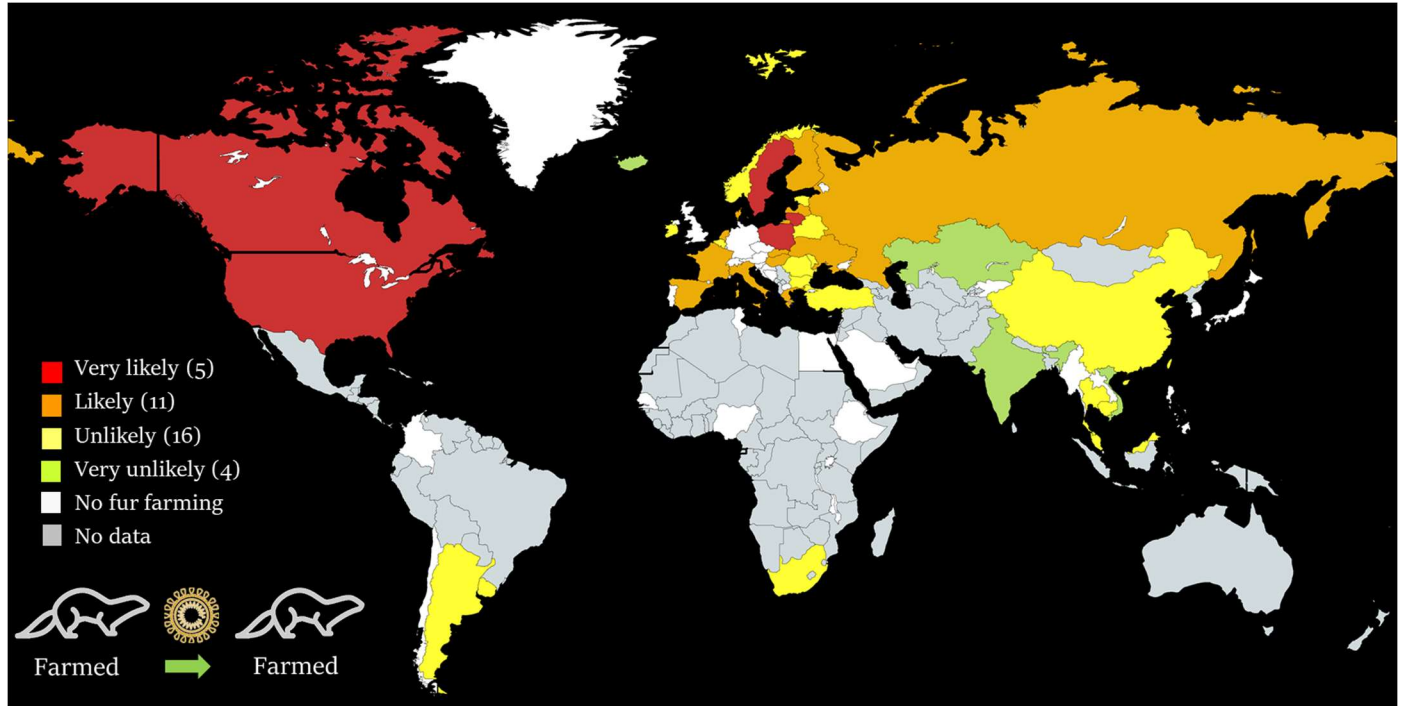 Very likely (5)
Likely (11)
Unlikely (16)
Very unlikely (4)
No fur farming
No data
Farmed Farmed